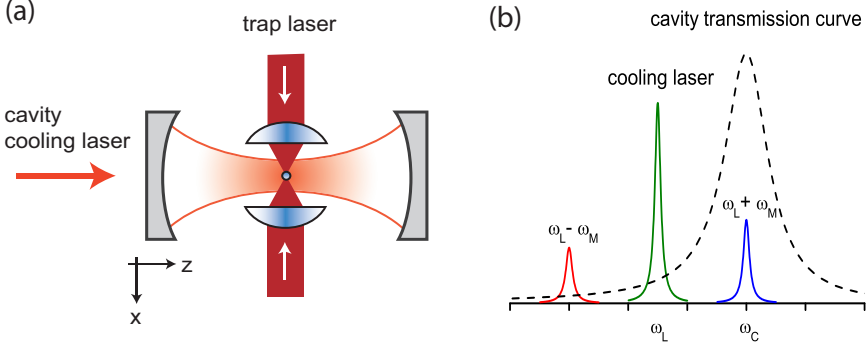 (a)
trap laser
cavity
cooling laser
z
x
(b)
cavity transmission curve
cooling laser
ω_L - ω_M
ω_L + ω_M
ω_L
ω_C